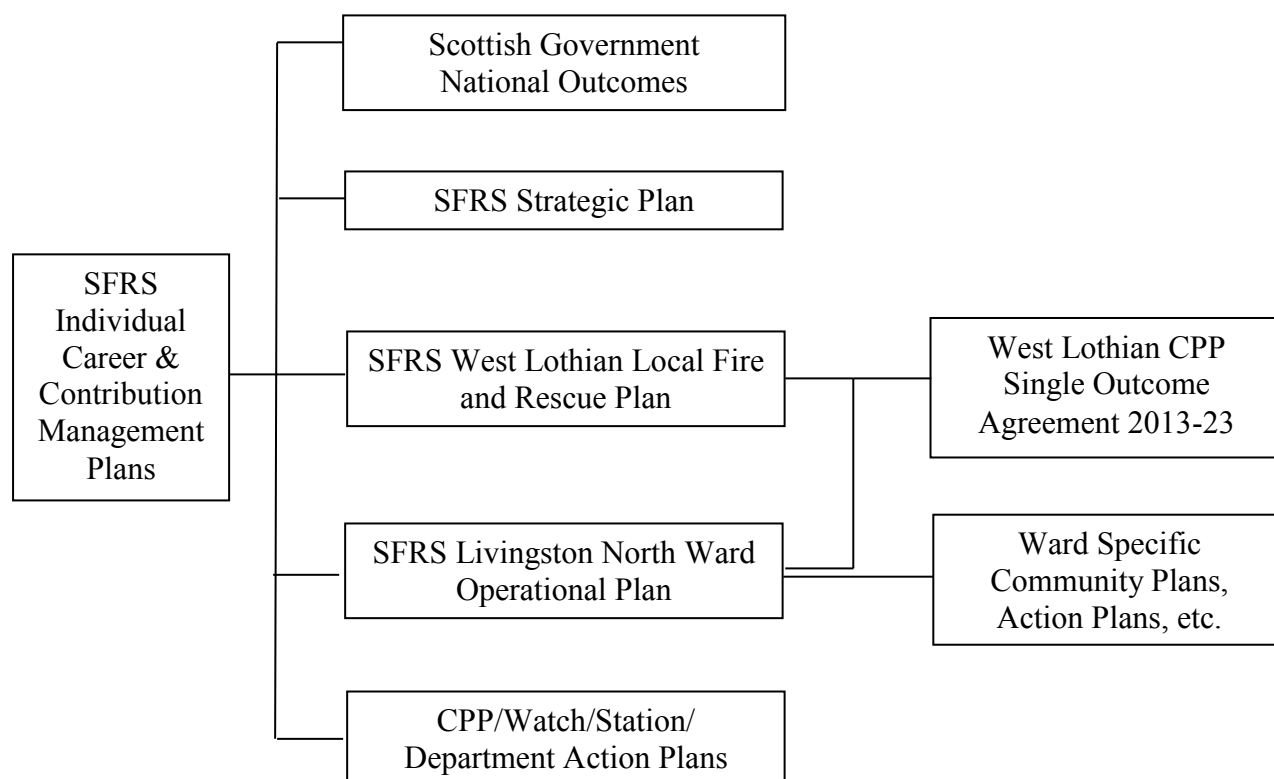 Scottish Government
National Outcomes
SFRS Strategic Plan
SFRS
Individual
Career &
Contribution
Management
Plans
SFRS West Lothian Local Fire
and Rescue Plan
West Lothian CPP
Single Outcome
Agreement 2013-23
SFRS Livingston North Ward
Operational Plan
Ward Specific
Community Plans,
Action Plans, etc.
CPP/Watch/Station/
Department Action Plans